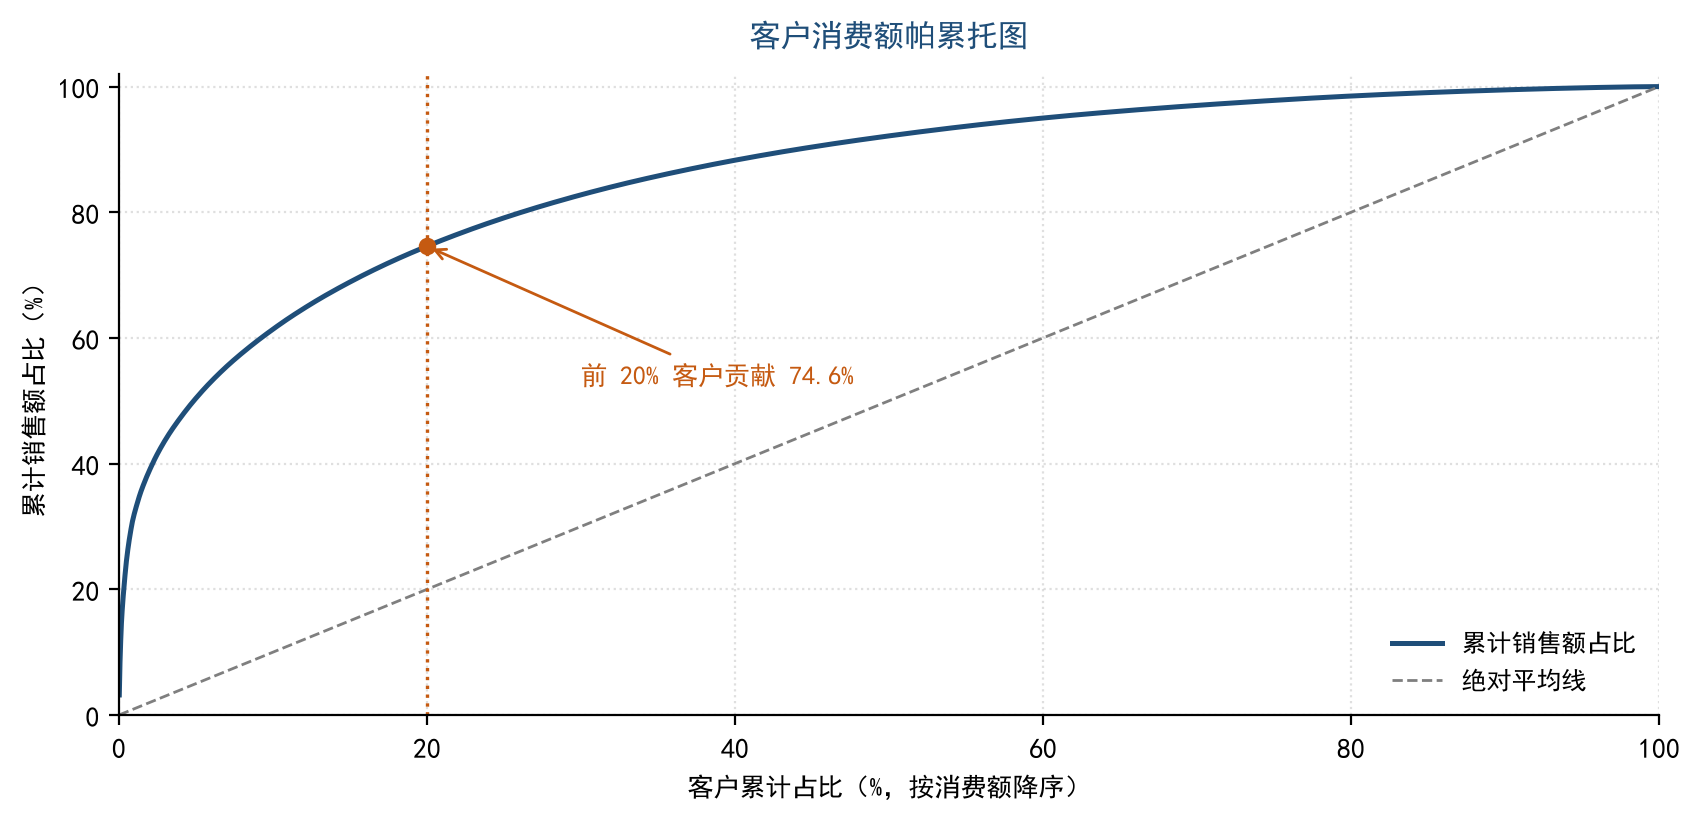 客户消费额帕累托图
累计销售额占比（%）
100
80
60
40
20
0
前 20% 客户贡献 74.6%
累计销售额占比
绝对平均线
0 20 40 60 80 100
客户累计占比（%，按消费额降序）